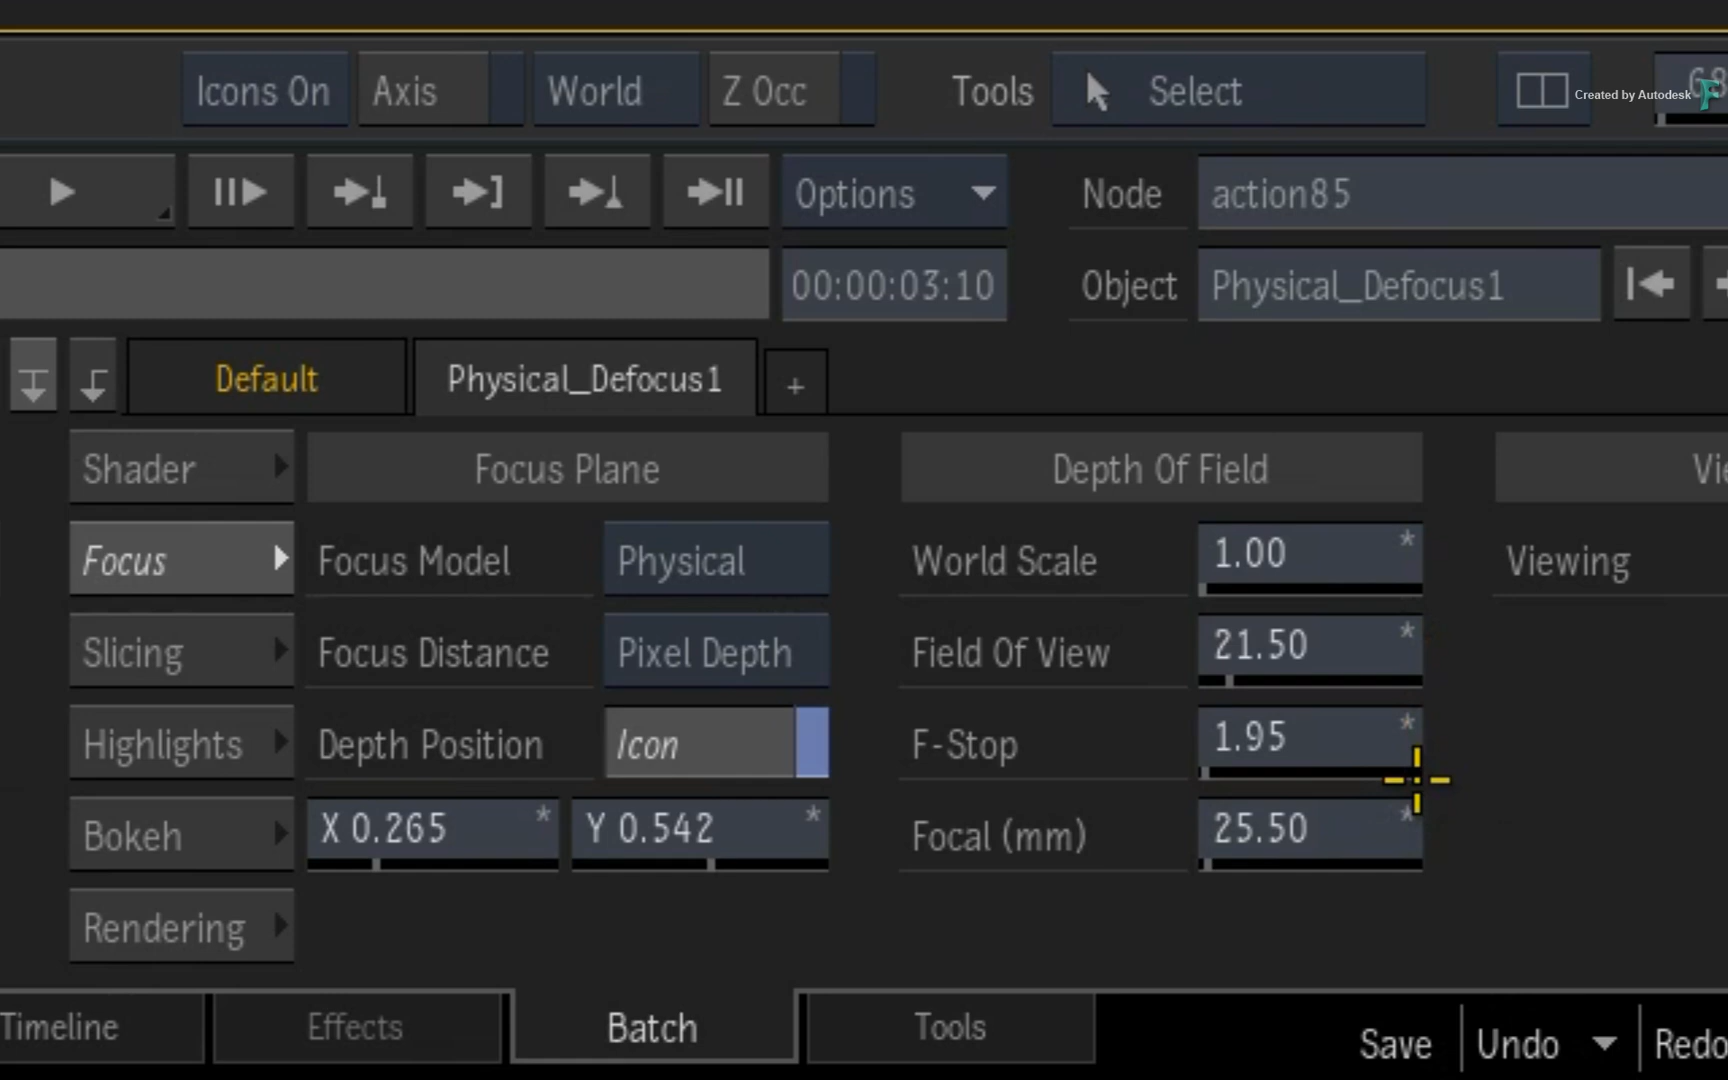 Icons On Axis World Z Occ Tools Select Created by Autodesk
Options Node action85
00:00:03:10 Object Physical_Defocus1
Default Physical_Defocus1 +
Shader Focus Plane Depth Of Field
Focus Focus Model Physical World Scale 1.00 * Viewing
Slicing Focus Distance Pixel Depth Field Of View 21.50 *
Highlights Depth Position Icon F-Stop 1.95 *
Bokeh X 0.265 * Y 0.542 * Focal (mm) 25.50 *
Rendering
Timeline Effects Batch Tools Save Undo Redo